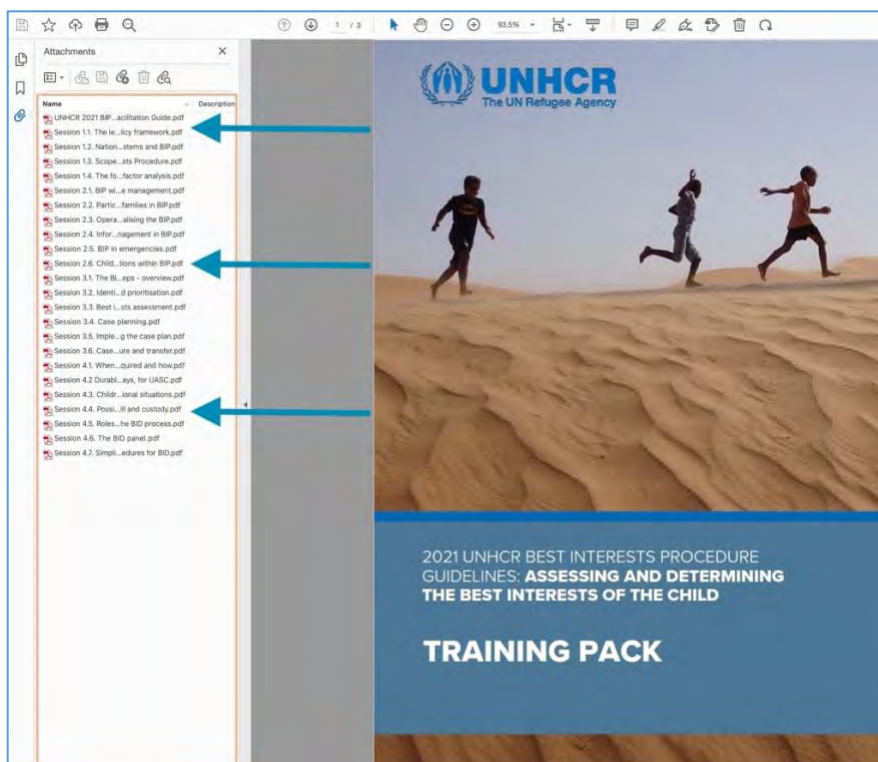 1 / 3
93.5%
Attachments
Name
Description
UNHCR 2021 BIP...acilitation Guide.pdf
Session 1.1. The le...licy framework.pdf
Session 1.2. Nation...stems and BIP.pdf
Session 1.3. Scope...sts Procedure.pdf
Session 1.4. The fo...factor analysis.pdf
Session 2.1. BIP wi...e management.pdf
Session 2.2. Partic...families in BIP.pdf
Session 2.3. Opera...alising the BIP.pdf
Session 2.4. Infor...nagement in BIP.pdf
Session 2.5. BIP in emergencies.pdf
Session 2.6. Child...tions within BIP.pdf
Session 3.1. The BI...eps - overview.pdf
Session 3.2. Identi...d prioritisation.pdf
Session 3.3. Best i...sts assessment.pdf
Session 3.4. Case planning.pdf
Session 3.5. Imple...g the case plan.pdf
Session 3.6. Case...ure and transfer.pdf
Session 4.1. When...quired and how.pdf
Session 4.2 Durabl...ays, for UASC.pdf
Session 4.3. Childr...ional situations.pdf
Session 4.4. Possi...ill and custody.pdf
Session 4.5. Roles...he BID process.pdf
Session 4.6. The BID panel.pdf
Session 4.7. Simpli...edures for BID.pdf
UNHCR
The UN Refugee Agency
2021 UNHCR BEST INTERESTS PROCEDURE
GUIDELINES: ASSESSING AND DETERMINING
THE BEST INTERESTS OF THE CHILD
TRAINING PACK